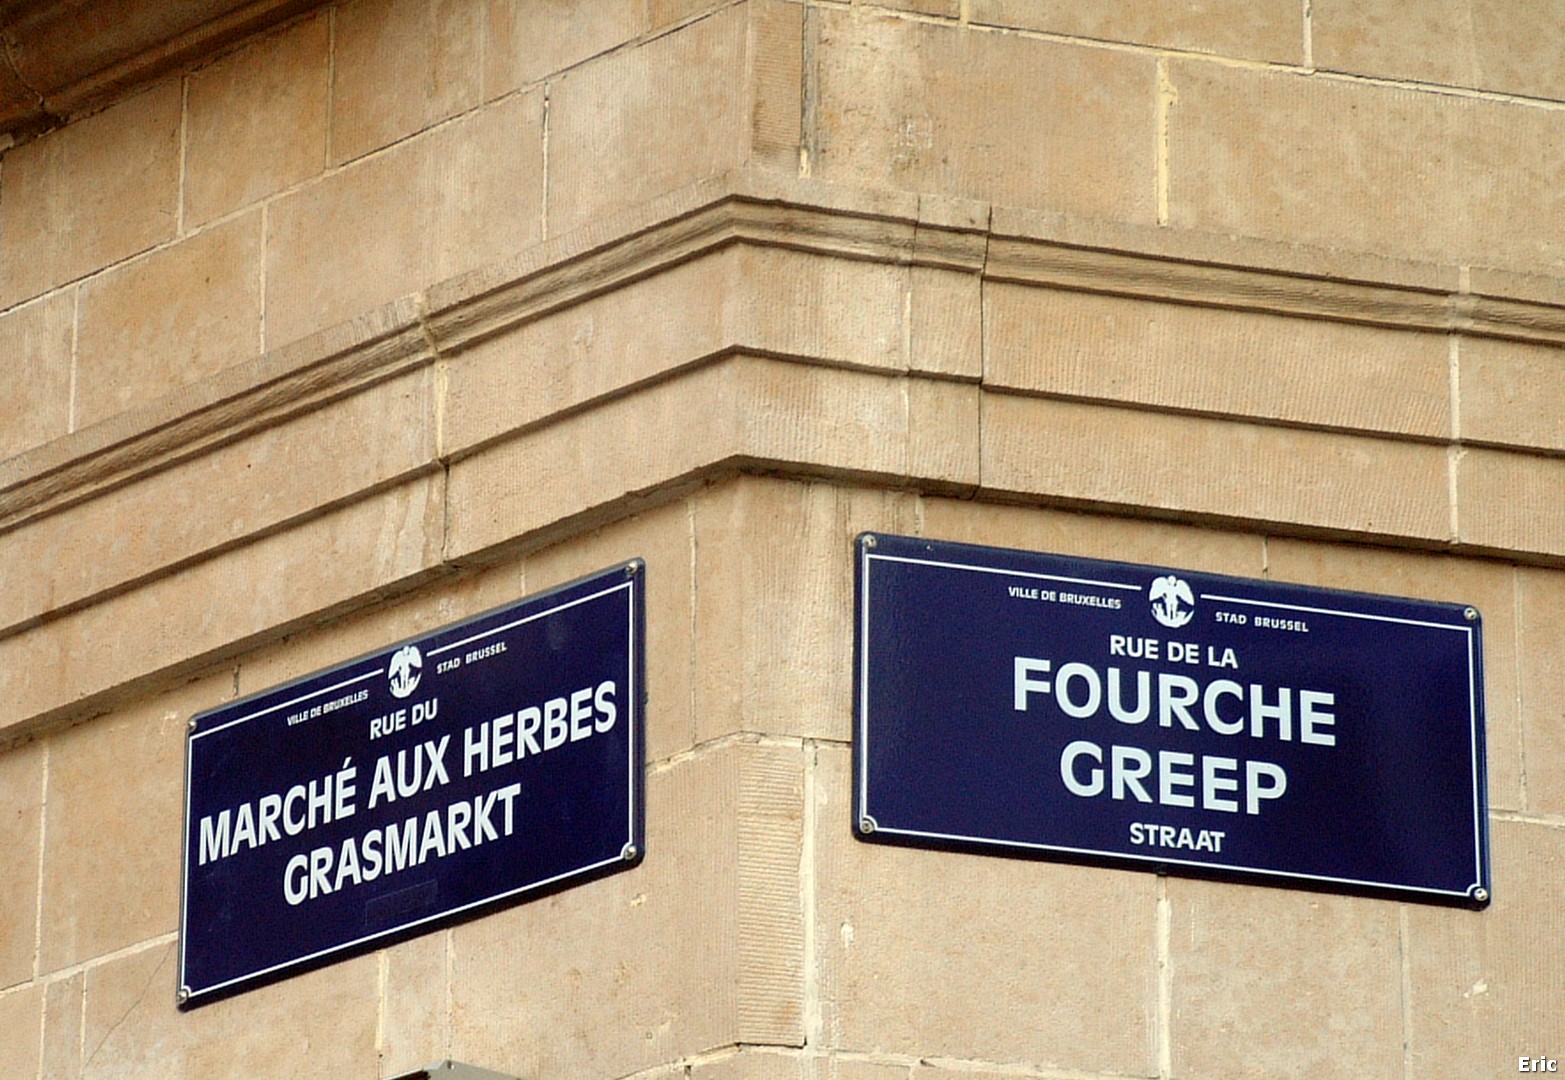 VILLE DE BRUXELLES STAD BRUSSEL
RUE DU
MARCHÉ AUX HERBES
GRASMARKT
VILLE DE BRUXELLES STAD BRUSSEL
RUE DE LA
FOURCHE
GREEP
STRAAT
Eric